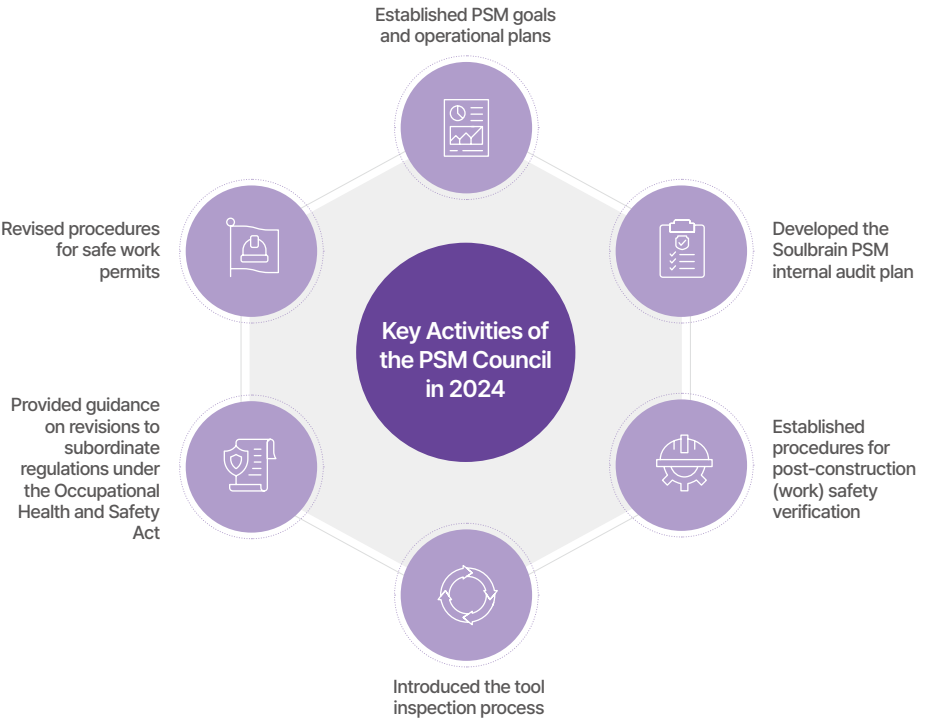 Established PSM goals
and operational plans
Developed the
Soulbrain PSM
internal audit plan
Established
procedures for
post-construction
(work) safety
verification
Introduced the tool
inspection process
Provided guidance
on revisions to
subordinate
regulations under
the Occupational
Health and Safety
Act
Revised procedures
for safe work
permits
Key Activities of
the PSM Council
in 2024